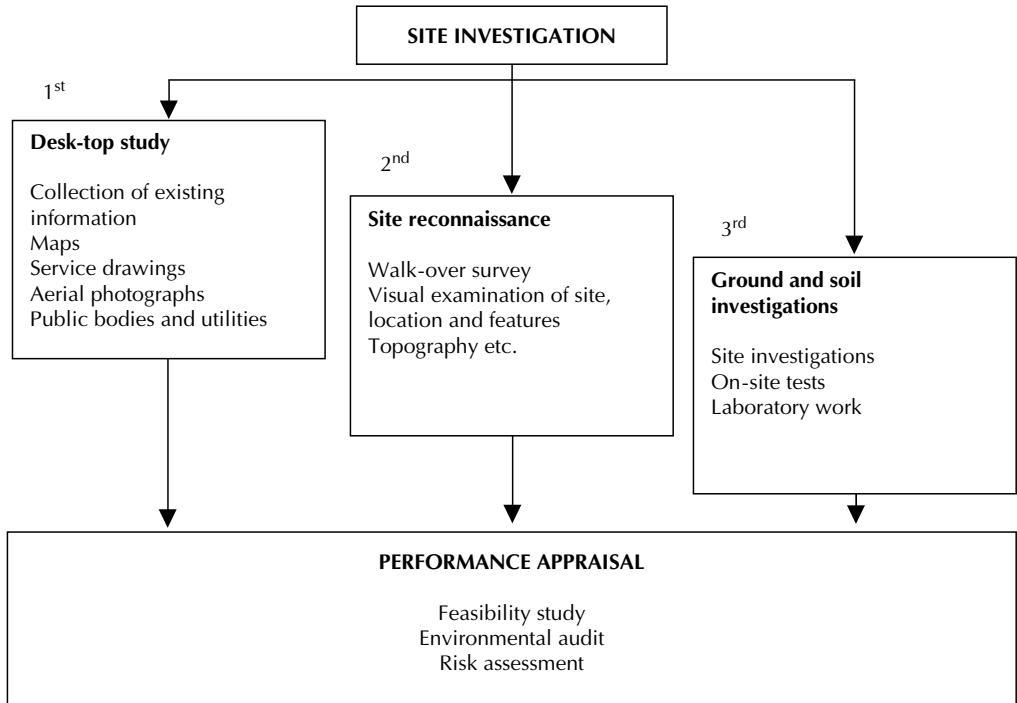 SITE INVESTIGATION
1st
Desk-top study
Collection of existing
information
Maps
Service drawings
Aerial photographs
Public bodies and utilities
2nd
Site reconnaissance
Walk-over survey
Visual examination of site,
location and features
Topography etc.
3rd
Ground and soil
investigations
Site investigations
On-site tests
Laboratory work
PERFORMANCE APPRAISAL
Feasibility study
Environmental audit
Risk assessment